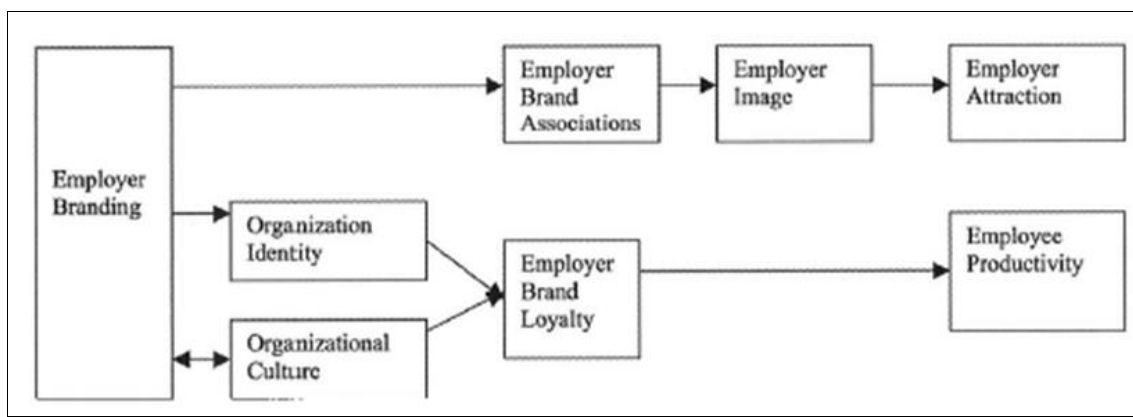 Employer
Branding
Employer
Brand
Associations
Employer
Image
Employer
Attraction
Organization
Identity
Organizational
Culture
Employer
Brand
Loyalty
Employee
Productivity